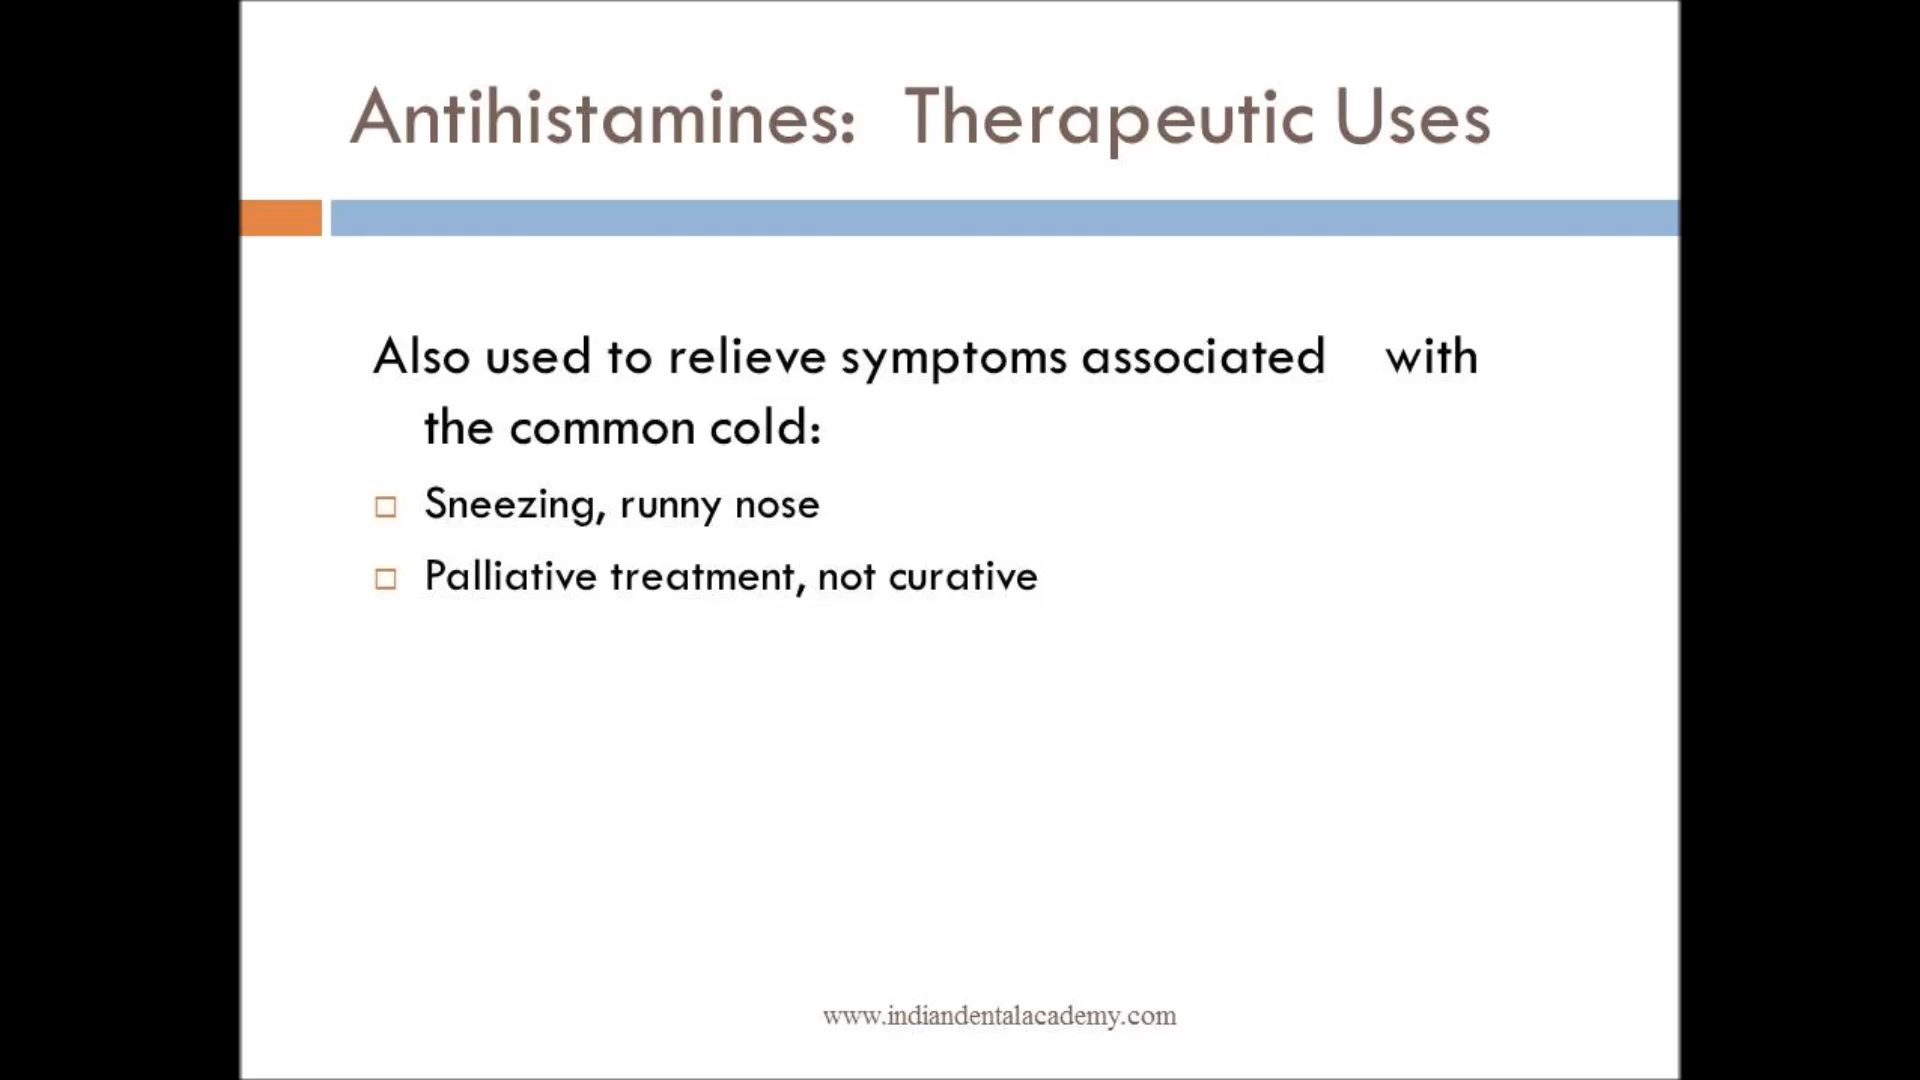 Antihistamines: Therapeutic Uses
Also used to relieve symptoms associated with
the common cold:
Sneezing, runny nose
Palliative treatment, not curative
www.indiandentalacademy.com